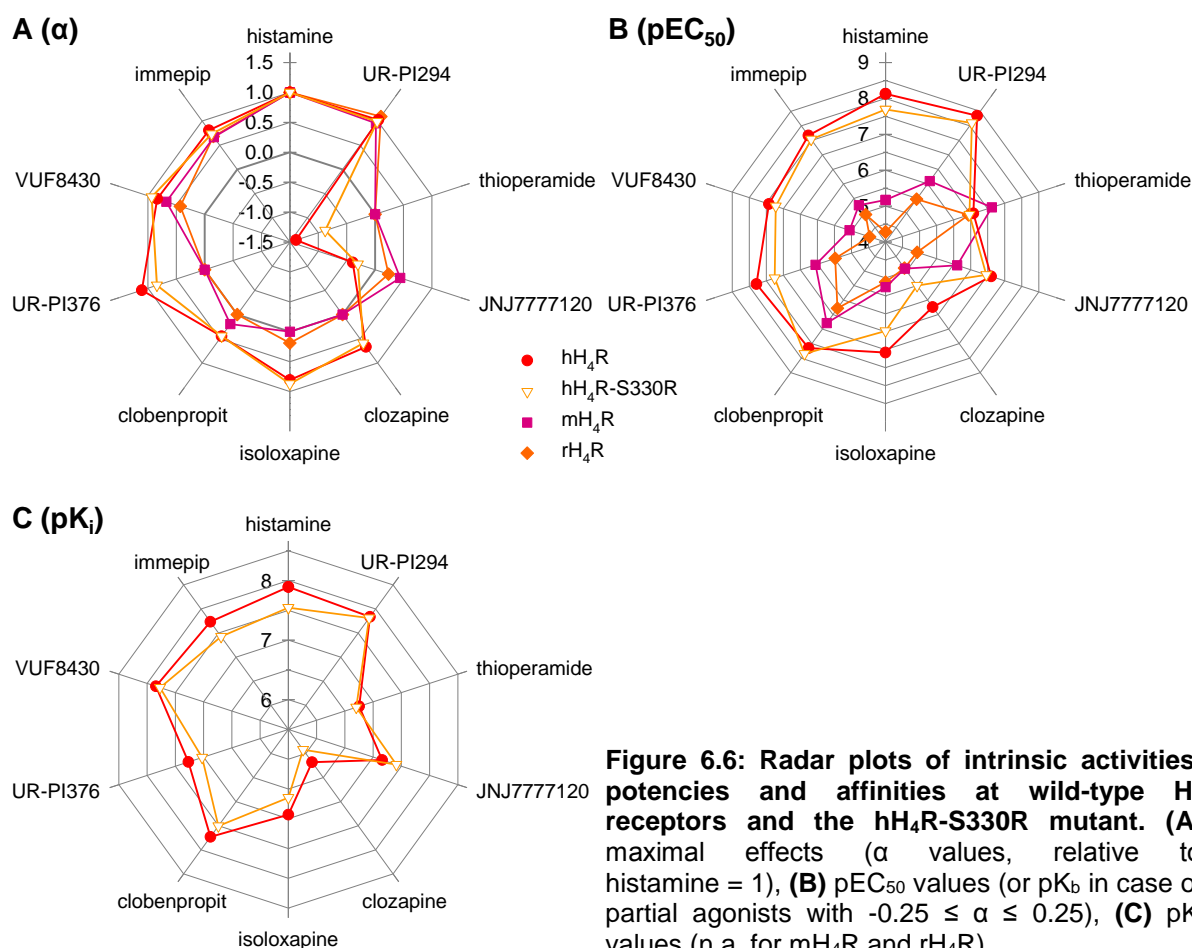 A (α)
histamine
UR-PI294
thioperamide
JNJ7777120
clozapine
isoloxapine
clobenpropit
UR-PI376
VUF8430
immepip
1.5
1.0
0.5
0.0
-0.5
-1.0
-1.5
B (pEC50)
histamine
UR-PI294
thioperamide
JNJ7777120
clozapine
isoloxapine
clobenpropit
UR-PI376
VUF8430
immepip
9
8
7
6
5
4
hH4R
hH4R-S330R
mH4R
rH4R
C (pKi)
histamine
UR-PI294
thioperamide
JNJ7777120
clozapine
isoloxapine
clobenpropit
UR-PI376
VUF8430
immepip
8
7
6
Figure 6.6: Radar plots of intrinsic activities
potencies and affinities at wild-type H
receptors and the hH4R-S330R mutant. (A
maximal effects (α values, relative to
histamine = 1), (B) pEC50 values (or pKb in case o
partial agonists with -0.25 ≤ α ≤ 0.25), (C) pK
values (n.a. for mH4R and rH4R)